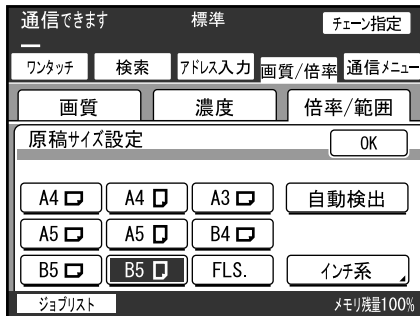 通信できます 標準 チェーン指定
ワンタッチ 検索 アドレス入力 画質/倍率 通信メニュー
画質 濃度 倍率/範囲
原稿サイズ設定 OK
A4 A4 A3 自動検出
A5 A5 B4
B5 B5 FLS. インチ系
ジョブリスト メモリ残量100%